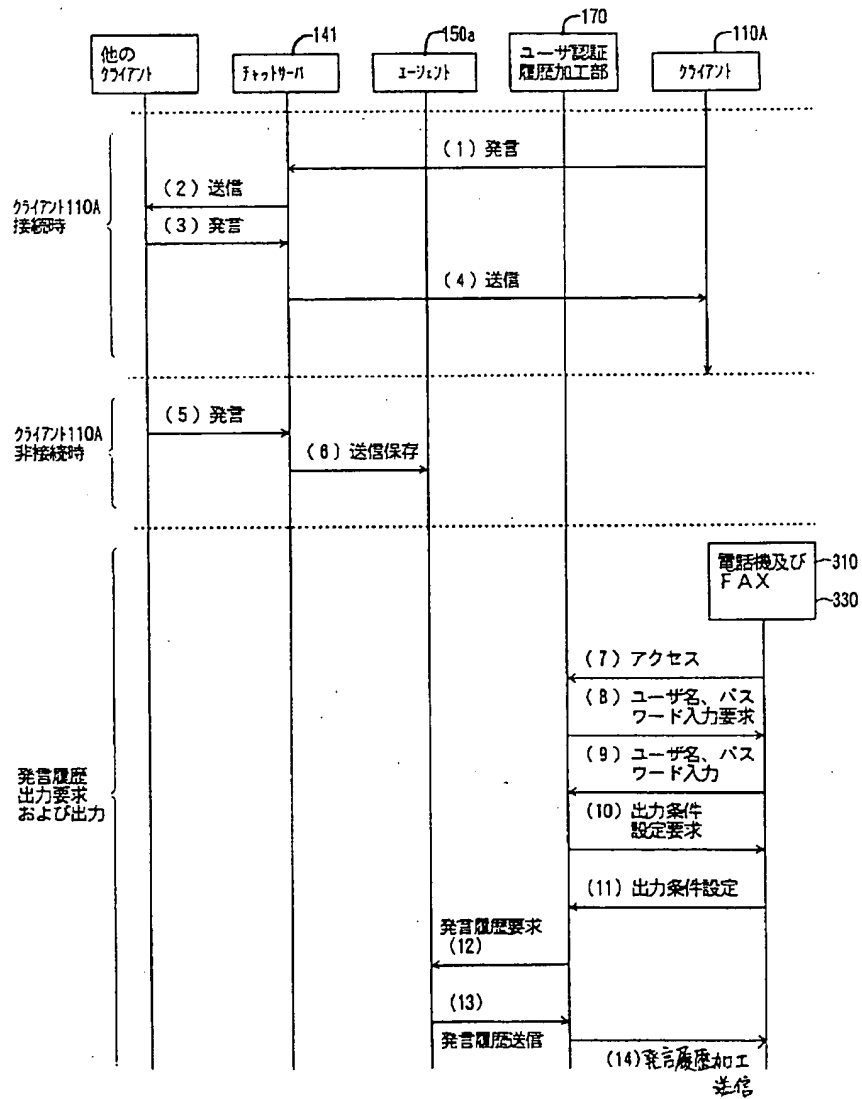 他の
クライアント
141
チャットサーバ
150a
エージェント
170
ユーザ認証
履歴加工部
110A
クライアント
クライアント110A
接続時
(1)発言
(2)送信
(3)発言
(4)送信
クライアント110A
非接続時
(5)発言
(6)送信保存
電話機及び
FAX
310
330
発言履歴
出力要求
および出力
(7)アクセス
(8)ユーザ名、パス
ワード入力要求
(9)ユーザ名、パス
ワード入力
(10)出力条件
設定要求
(11)出力条件設定
発言履歴要求
(12)
(13)
発言履歴送信
(14)発言履歴加工
送信